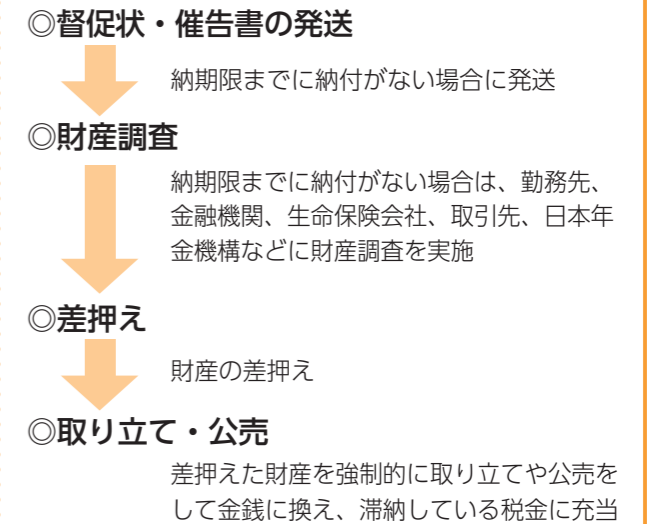 ◎督促状・催告書の発送
納期限までに納付がない場合に発送
◎財産調査
納期限までに納付がない場合は、勤務先、
金融機関、生命保険会社、取引先、日本年
金機構などに財産調査を実施
◎差押え
財産の差押え
◎取り立て・公売
差押えた財産を強制的に取り立てや公売を
して金銭に換え、滞納している税金に充当